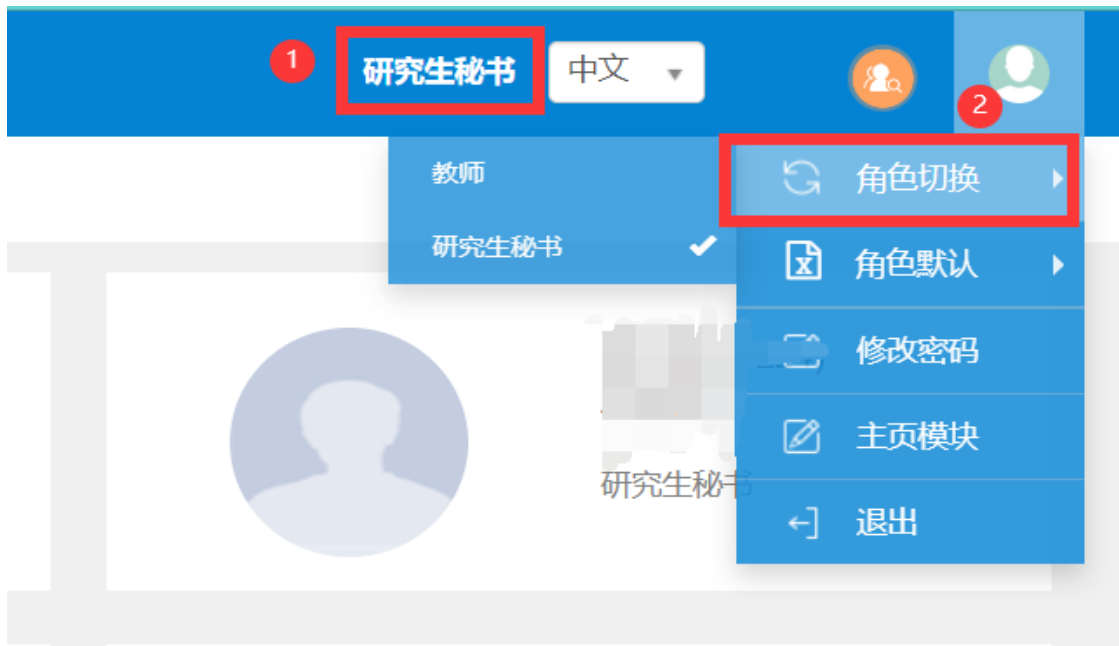 1
研究生秘书
中文
2
教师
研究生秘书
角色切换
角色默认
修改密码
主页模块
退出
研究生秘书